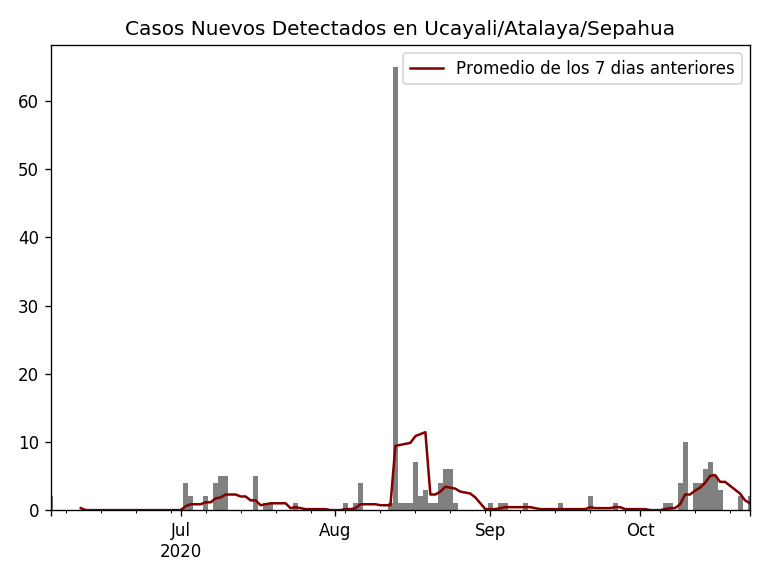 Casos Nuevos Detectados en Ucayali/Atalaya/Sepahua
Promedio de los 7 dias anteriores
60
50
40
30
20
10
0
Jul
2020
Aug
Sep
Oct